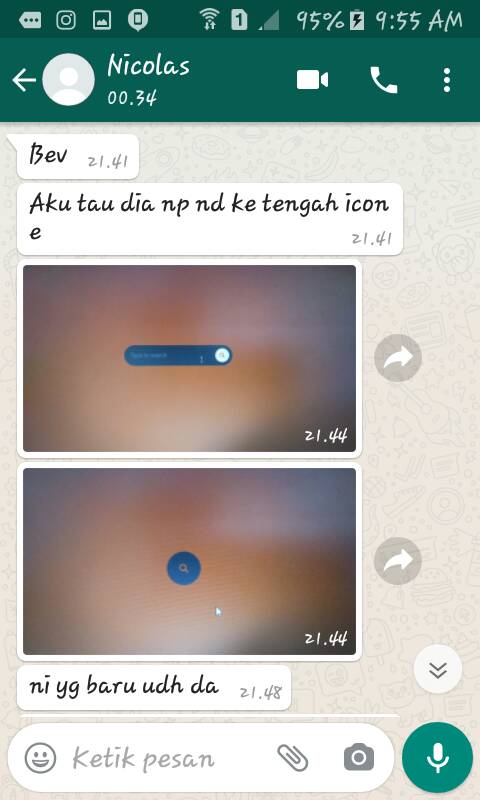 95% 9:55 AM
Nicolas
00.34
Bev 21.41
Aku tau dia np nd ke tengah icon
e
21.41
Type to search
21.44
21.44
ni yg baru udh da 21.48
Ketik pesan